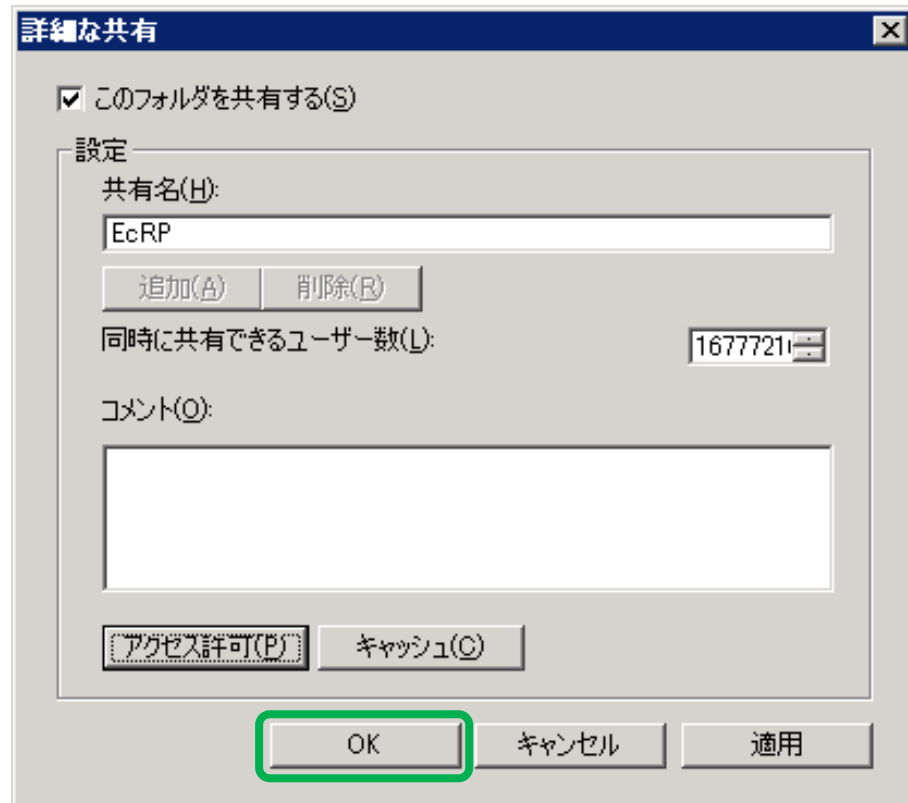 詳細な共有
このフォルダを共有する(S)
設定
共有名(H):
EcRP
追加(A) 削除(R)
同時に共有できるユーザー数(L):
1677721
コメント(O):
アクセス許可(P) キャッシュ(C)
OK キャンセル 適用